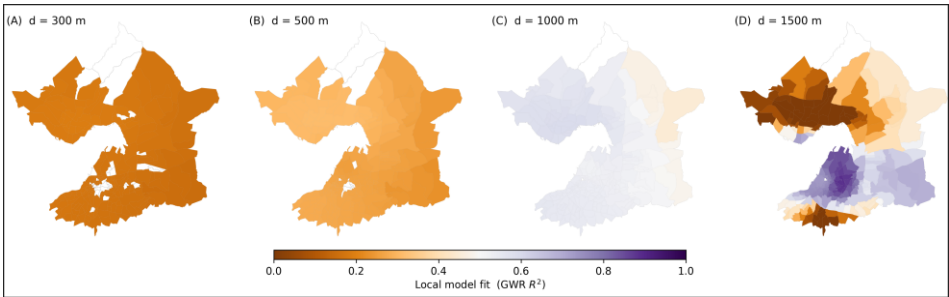 (A) d = 300 m
(B) d = 500 m
(C) d = 1000 m
(D) d = 1500 m
0.0 0.2 0.4 0.6 0.8 1.0
Local model fit (GWR R²)